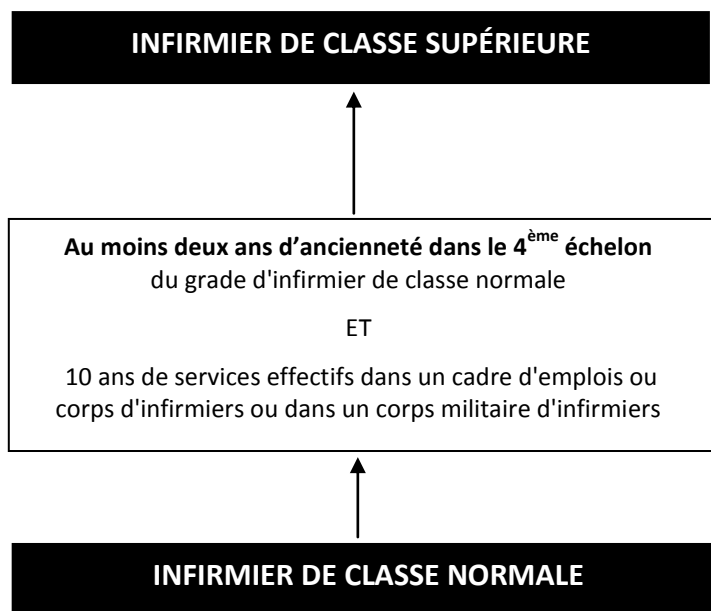 INFIRMIER DE CLASSE SUPÉRIEURE
Au moins deux ans d’ancienneté dans le 4ème échelon
du grade d'infirmier de classe normale
ET
10 ans de services effectifs dans un cadre d'emplois ou
corps d'infirmiers ou dans un corps militaire d'infirmiers
INFIRMIER DE CLASSE NORMALE